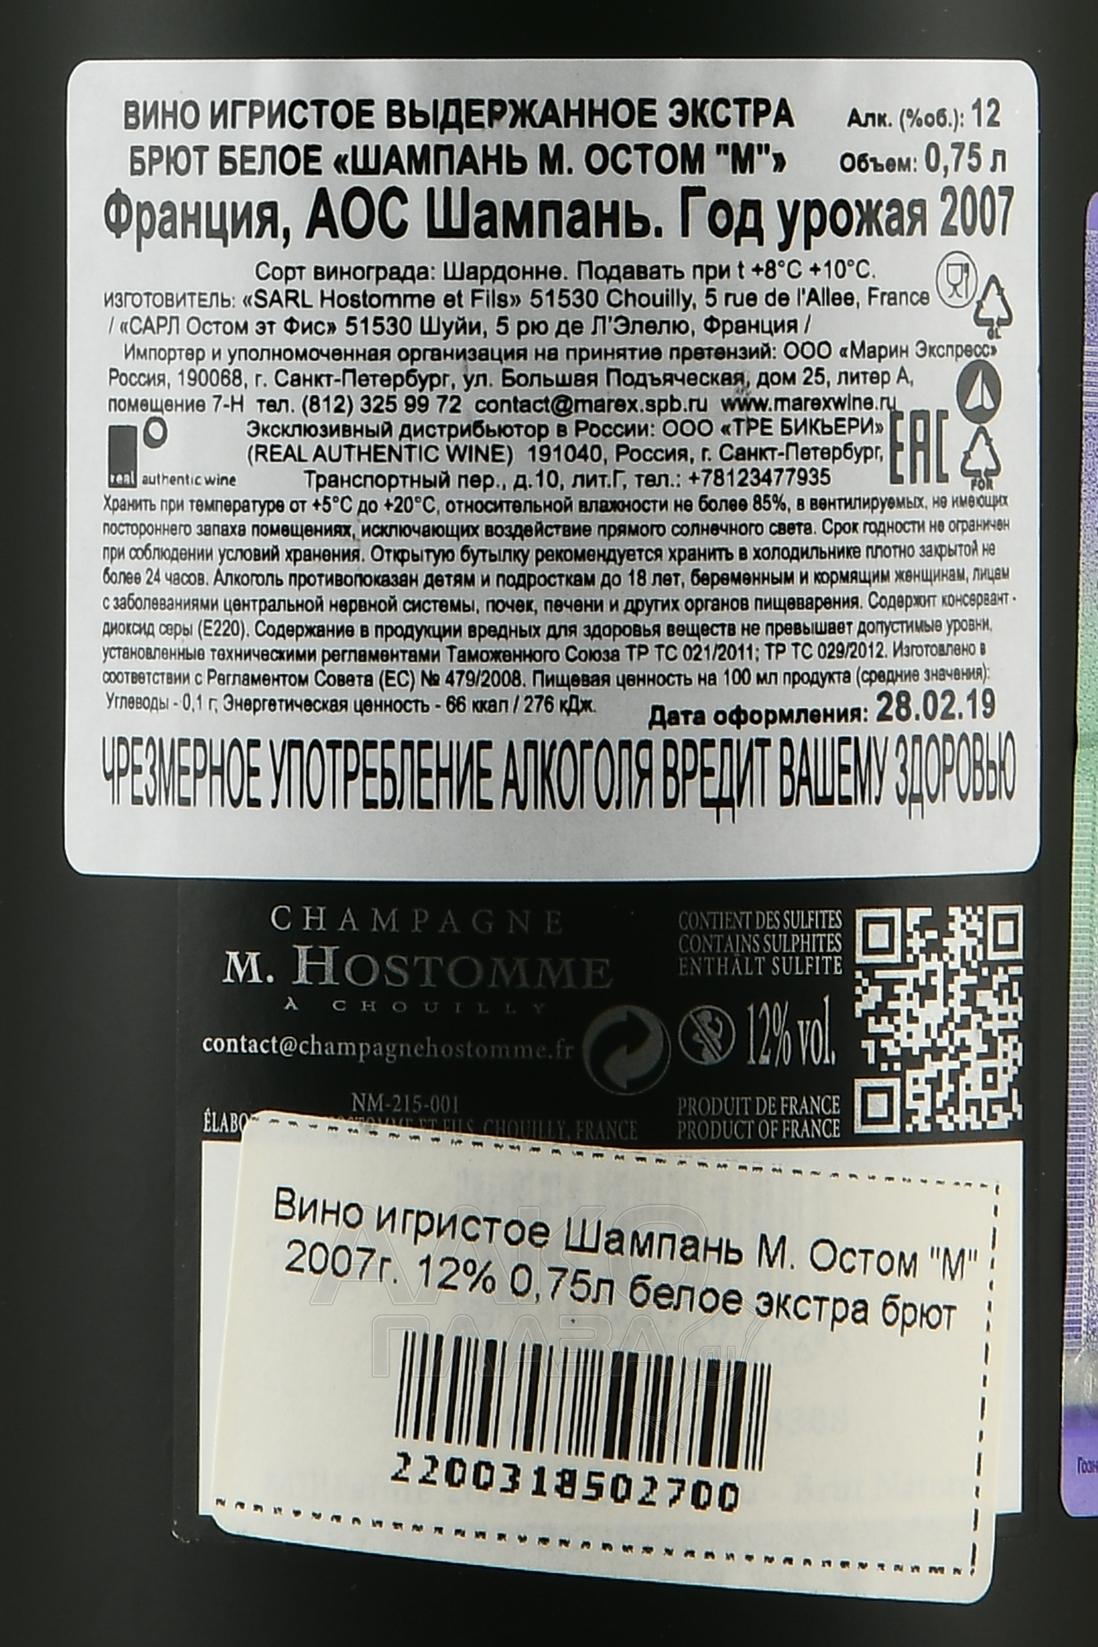 ВИНО ИГРИСТОЕ ВЫДЕРЖАННОЕ ЭКСТРА
Алк. (%об.): 12
БРЮТ БЕЛОЕ «ШАМПАНЬ М. ОСТОМ "М"»
Объем: 0,75 л
Франция, АОС Шампань. Год урожая 2007
Сорт винограда: Шардонне. Подавать при t +8°C +10°C.
ИЗГОТОВИТЕЛЬ: «SARL Hostomme et Fils» 51530 Chouilly, 5 rue de l'Allee, France
/ «САРЛ Остом эт Фис» 51530 Шуйи, 5 рю де Л'Элелю, Франция /
GL
Импортер и уполномоченная организация на принятие претензий: ООО «Марин Экспресс»
Россия, 190068, г. Санкт-Петербург, ул. Большая Подъяческая, дом 25, литер А,
помещение 7-Н тел. (812) 325 99 72 contact@marex.spb.ru www.marexwine.ru
Эксклюзивный дистрибьютор в России: ООО «ТРЕ БИКЬЕРИ»
EAC
(REAL AUTHENTIC WINE) 191040, Россия, г. Санкт-Петербург,
real authentic wine
Транспортный пер., д.10, лит.Г, тел.: +78123477935
FOR
Хранить при температуре от +5°C до +20°C, относительной влажности не более 85%, в вентилируемых, не имеющих
постороннего запаха помещениях, исключающих воздействие прямого солнечного света. Срок годности не ограничен
при соблюдении условий хранения. Открытую бутылку рекомендуется хранить в холодильнике плотно закрытой не
более 24 часов. Алкоголь противопоказан детям и подросткам до 18 лет, беременным и кормящим женщинам, лицам
с заболеваниями центральной нервной системы, почек, печени и других органов пищеварения. Содержит консервант -
диоксид серы (Е220). Содержание в продукции вредных для здоровья веществ не превышает допустимые уровни,
установленные техническими регламентами Таможенного Союза ТР ТС 021/2011; ТР ТС 029/2012. Изготовлено в
соответствии с Регламентом Совета (ЕС) № 479/2008. Пищевая ценность на 100 мл продукта (средние значения):
Углеводы - 0,1 г, Энергетическая ценность - 66 ккал / 276 кДж.
Дата оформления: 28.02.19
ЧРЕЗМЕРНОЕ УПОТРЕБЛЕНИЕ АЛКОГОЛЯ ВРЕДИТ ВАШЕМУ ЗДОРОВЬЮ
CHAMPAGNE
M. HOSTOMME
À CHOUILLY
contact@champagnehostomme.fr
NM-215-001
ET FILS, CHOUILLY, FRANCE
CONTIENT DES SULFITES
CONTAINS SULPHITES
ENTHÄLT SULFITE
12% vol.
PRODUIT DE FRANCE
PRODUCT OF FRANCE
Вино игристое Шампань М. Остом "М"
2007г. 12% 0,75л белое экстра брют
2200318502700